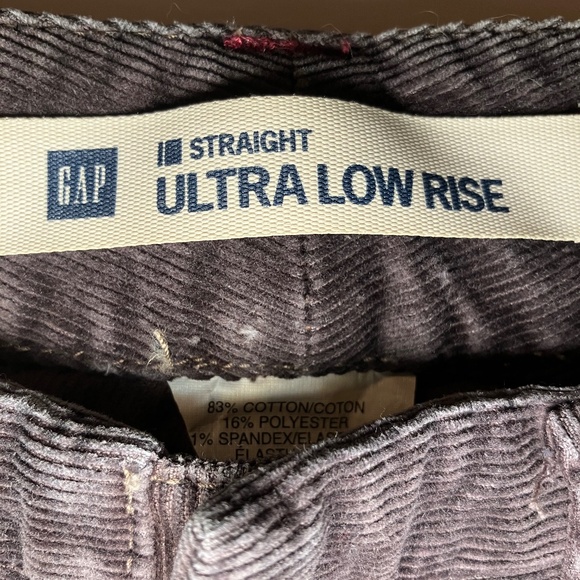 GAP
STRAIGHT
ULTRA LOW RISE
83% COTTON/COTON
16% POLYESTER
1% SPANDEX/